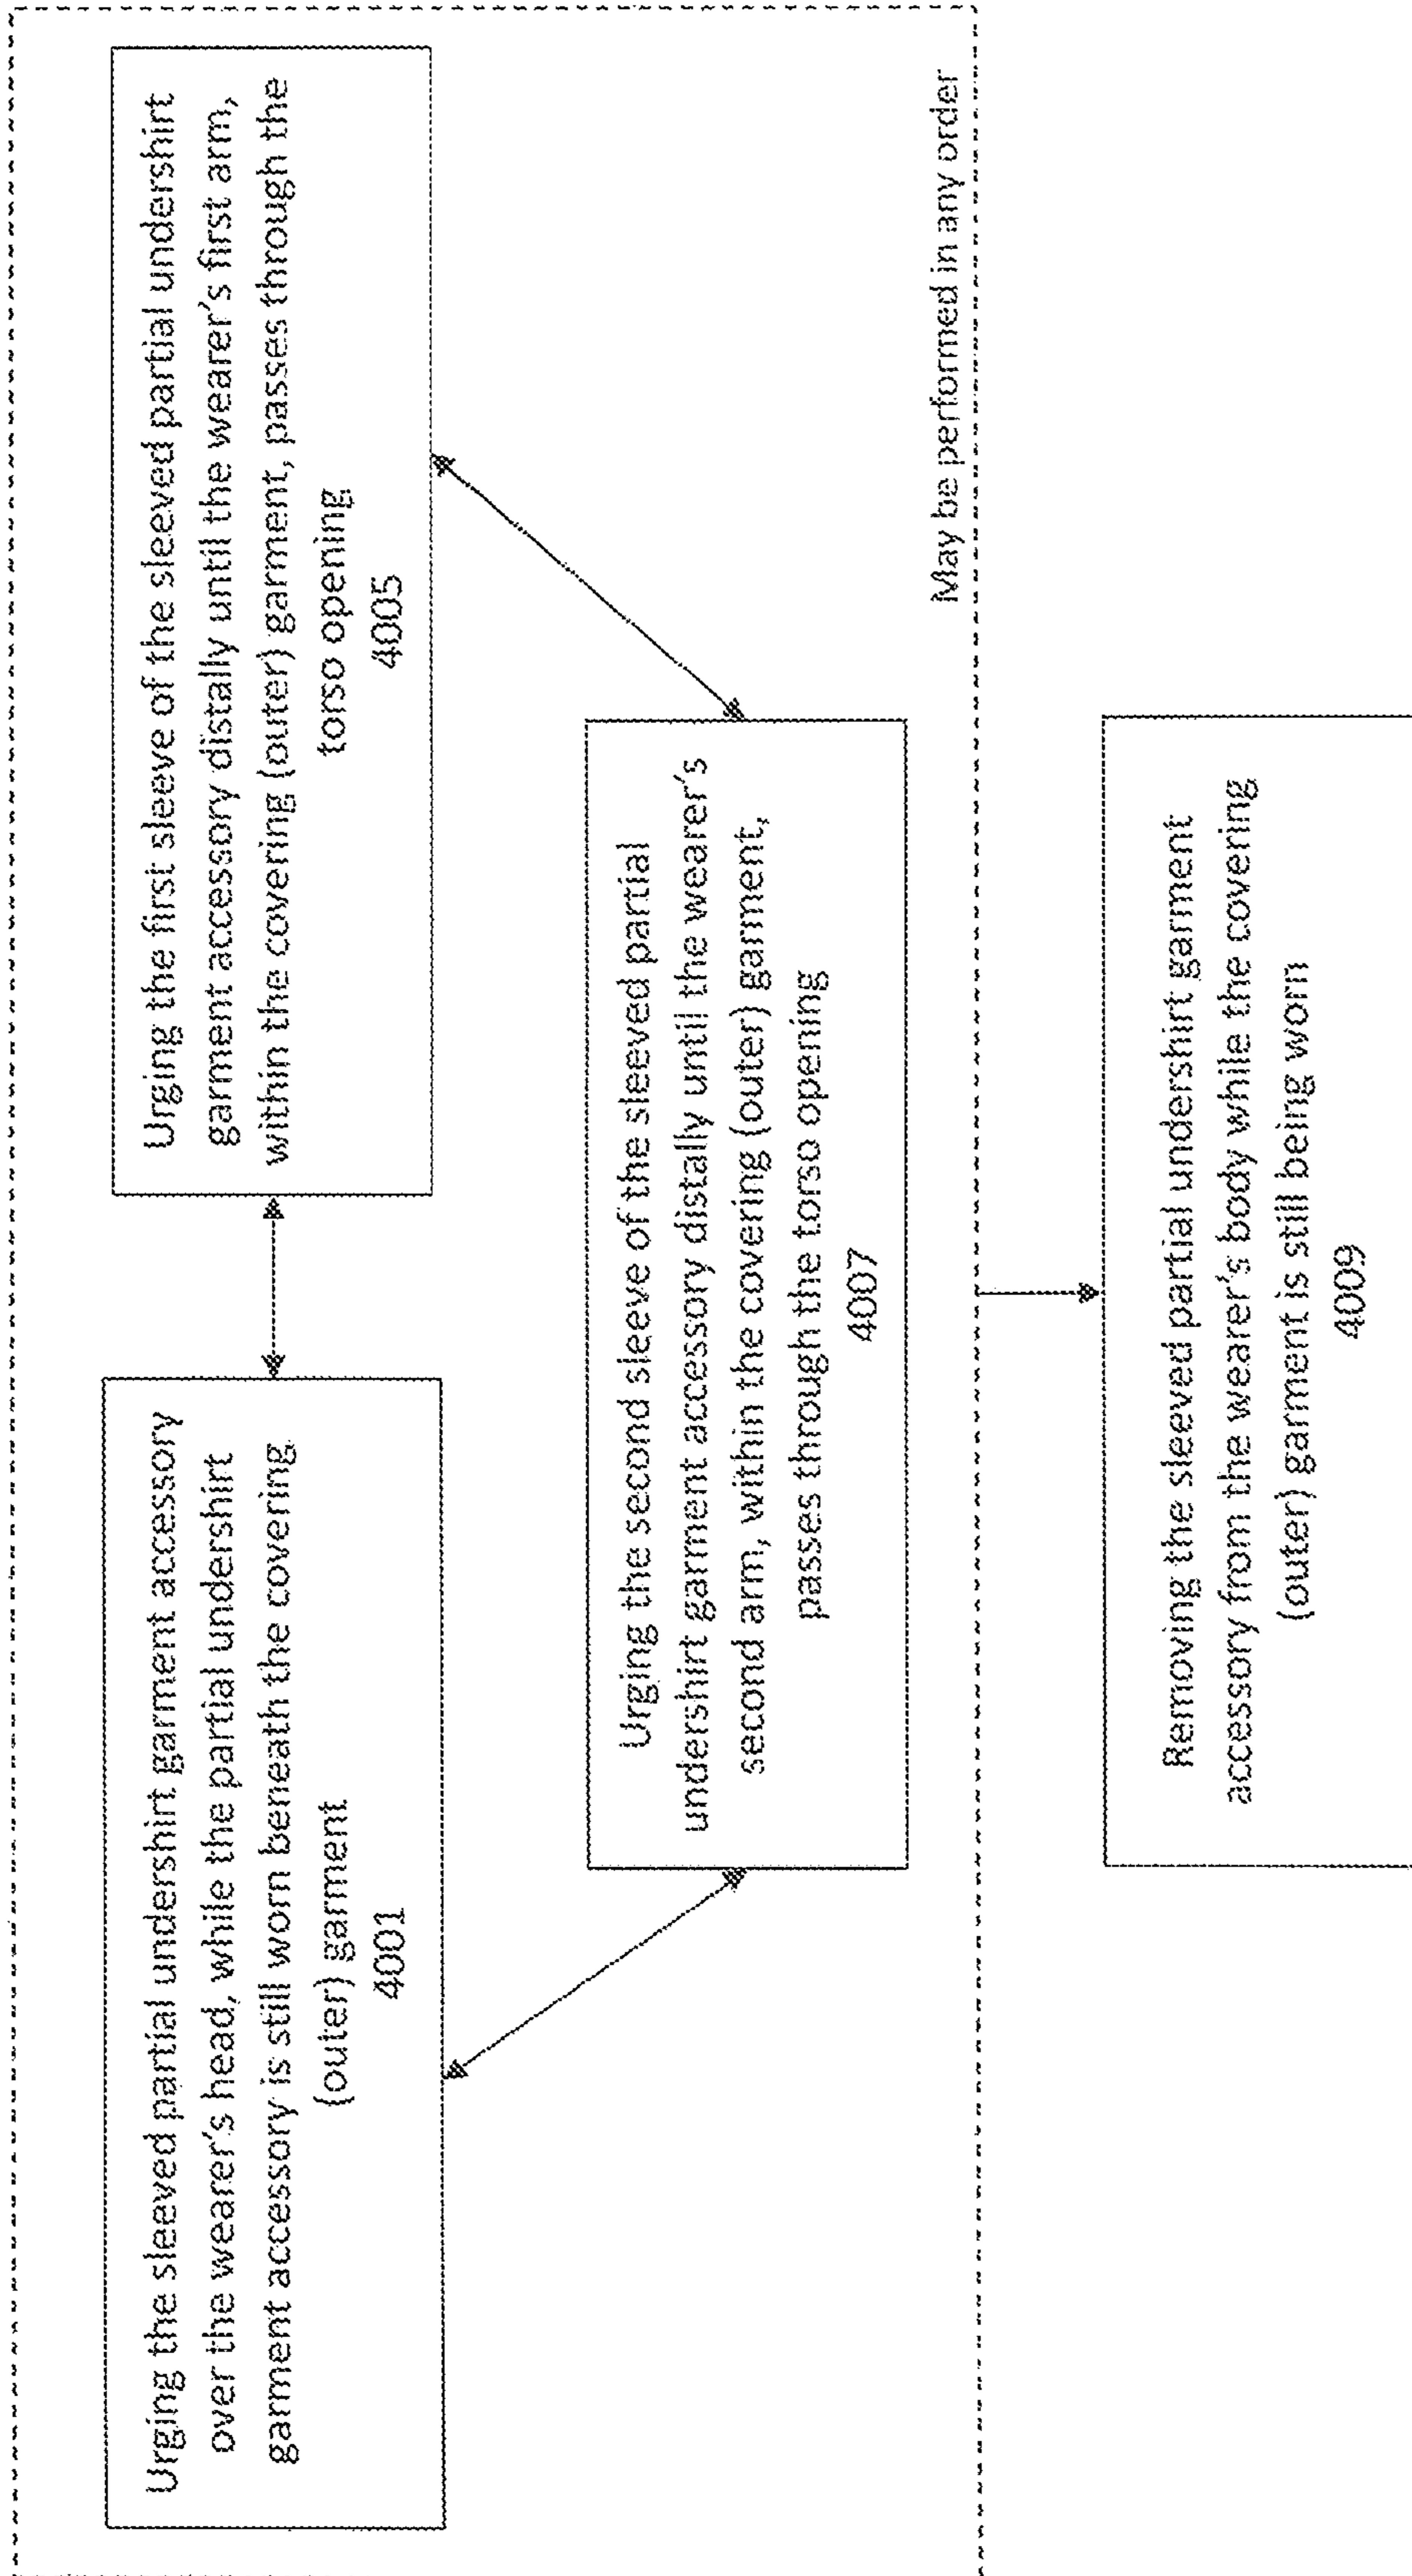 Urging the sleeved partial undershirt garment accessory
over the wearer's head, while the partial undershirt
garment accessory is still worn beneath the covering
(outer) garment
4001
Urging the first sleeve of the sleeved partial undershirt
garment accessory distally until the wearer's first arm,
within the covering (outer) garment, passes through the
torso opening
4005
Urging the second sleeve of the sleeved partial
undershirt garment accessory distally until the wearer's
second arm, within the covering (outer) garment,
passes through the torso opening
4007
May be performed in any order
Removing the sleeved partial undershirt garment
accessory from the wearer's body while the covering
(outer) garment is still being worn
4009